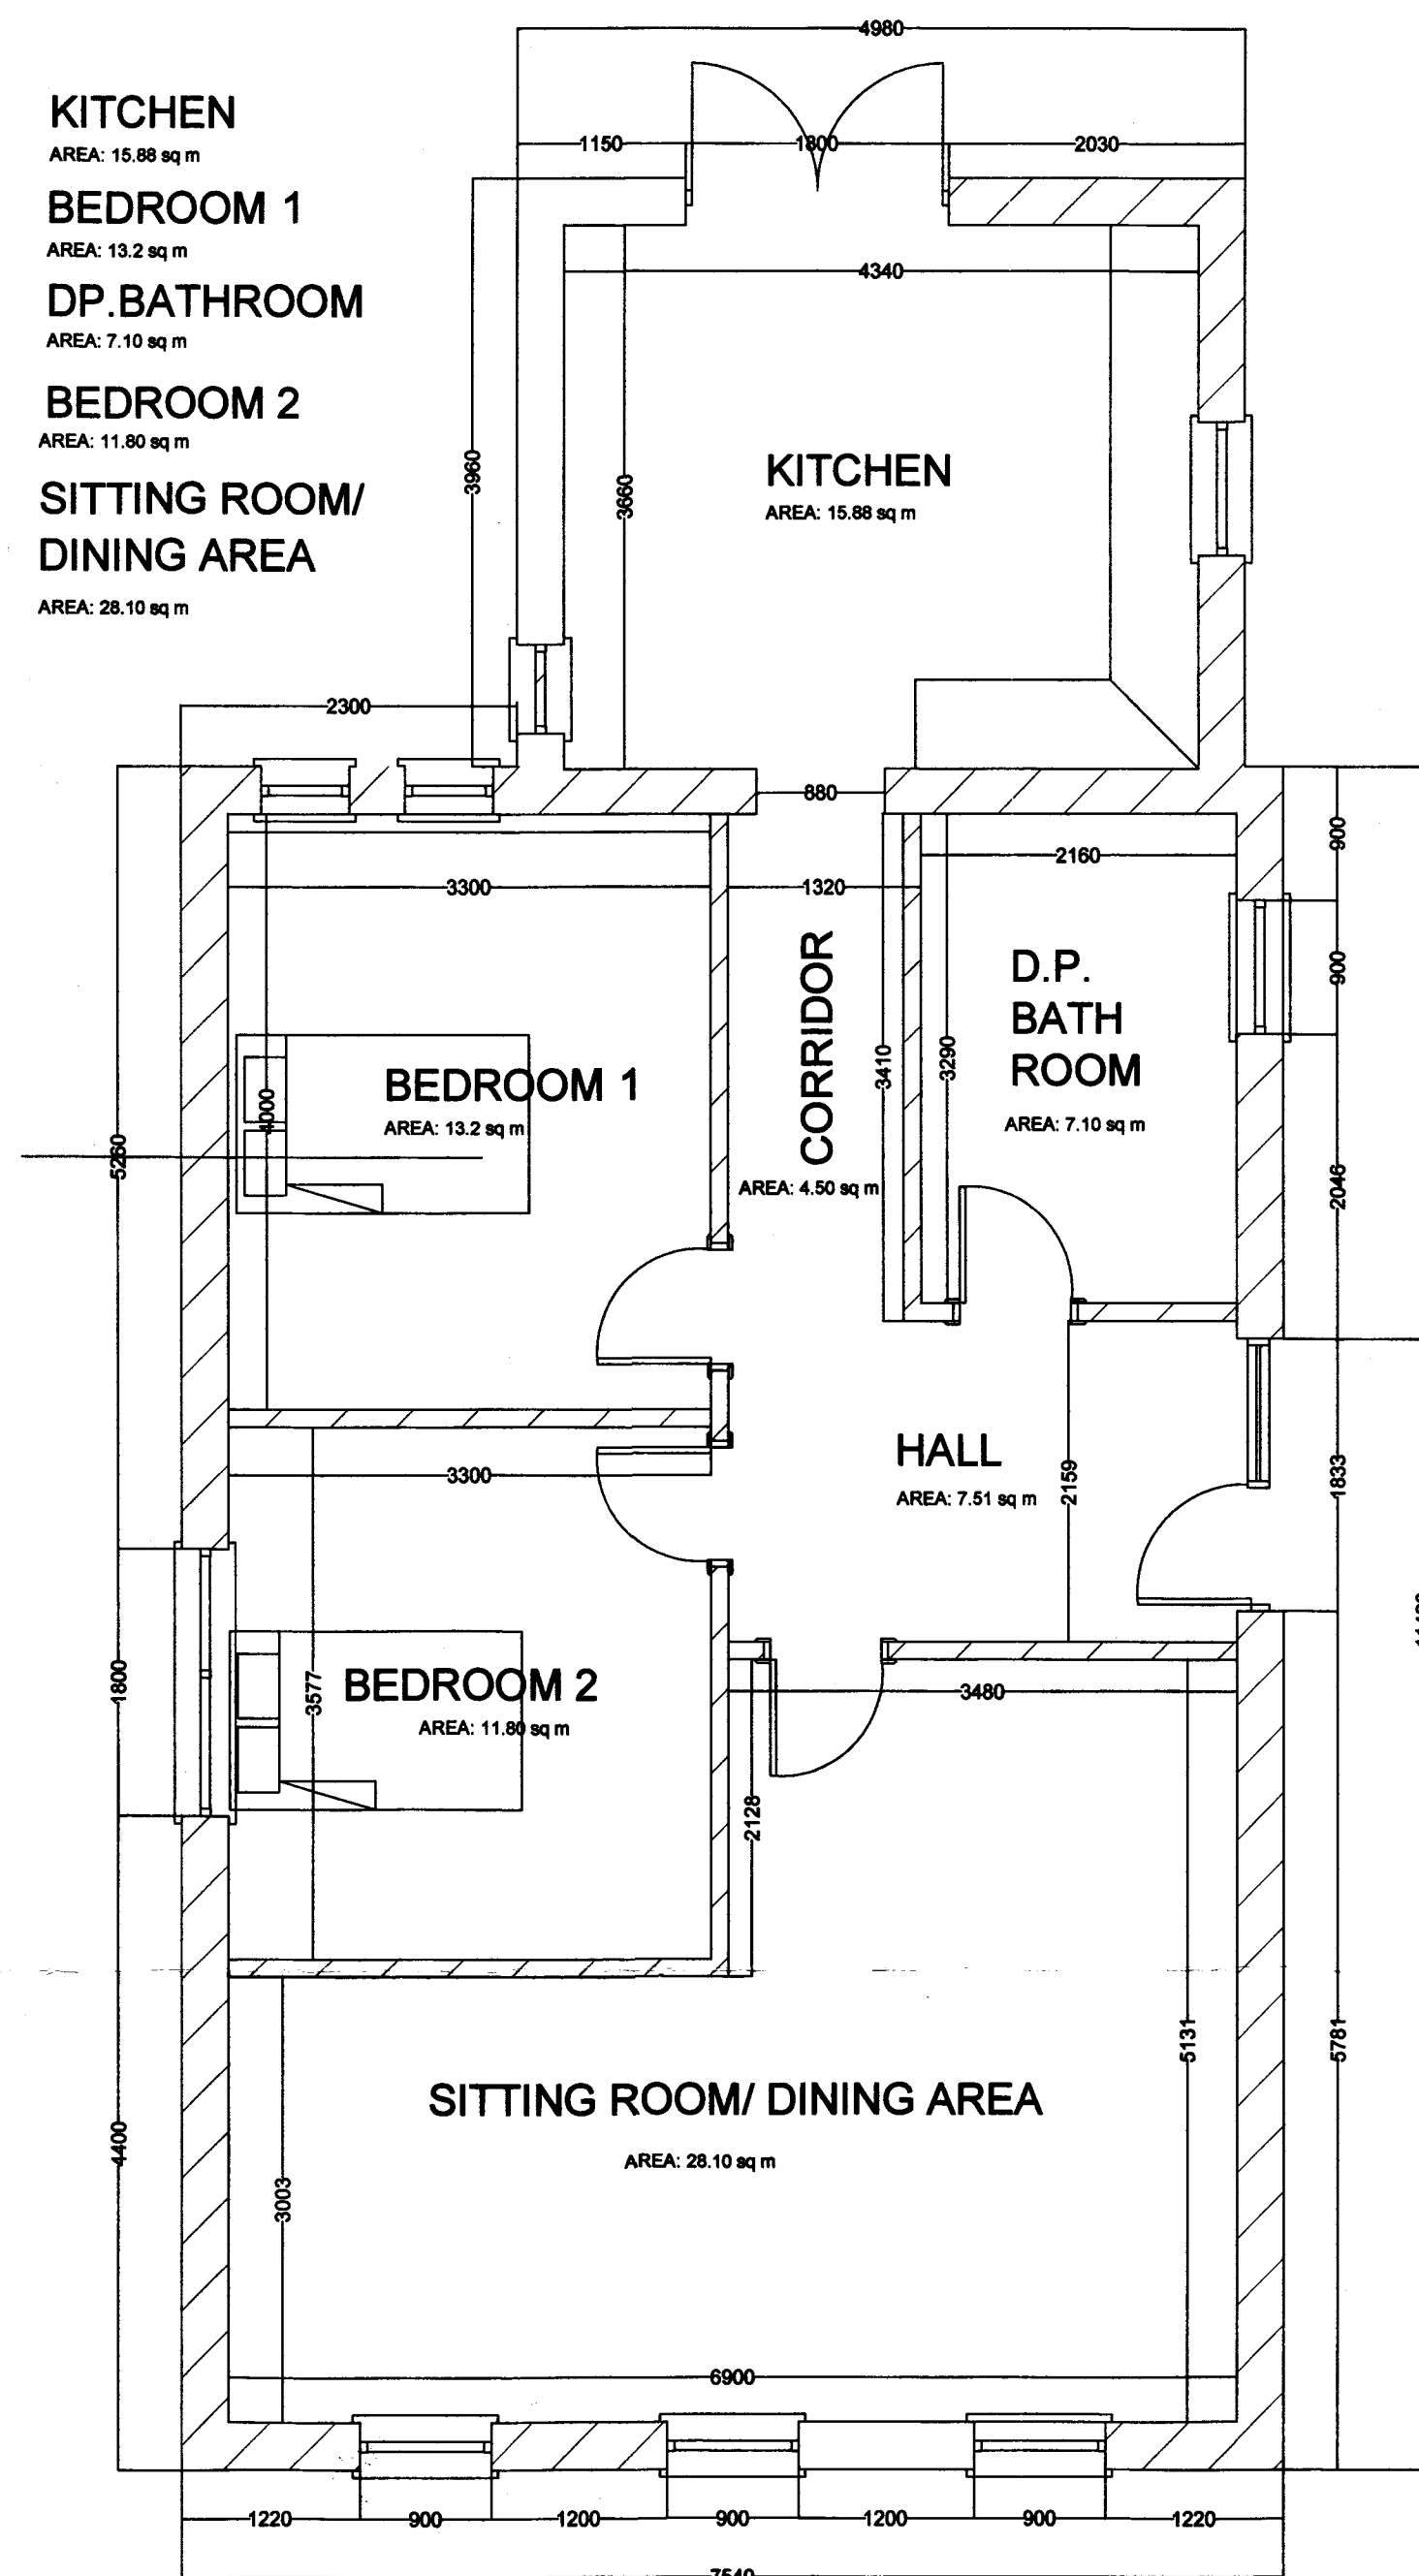 4980
KITCHEN
AREA: 15.88 sq m
1150
1800
2030
BEDROOM 1
AREA: 13.2 sq m
4340
DP.BATHROOM
AREA: 7.10 sq m
BEDROOM 2
AREA: 11.80 sq m
SITTING ROOM/
DINING AREA
AREA: 28.10 sq m
3960
3660
KITCHEN
AREA: 15.88 sq m
2300
880
900
2160
3300
1320
900
CORRIDOR
AREA: 4.50 sq m
3410
3290
D.P.
BATH
ROOM
AREA: 7.10 sq m
4000
BEDROOM 1
AREA: 13.2 sq m
5260
2046
HALL
AREA: 7.51 sq m
2159
1833
3300
1800
3577
BEDROOM 2
AREA: 11.80 sq m
3480
2128
5131
5781
SITTING ROOM/ DINING AREA
AREA: 28.10 sq m
4400
3003
6900
1220
900
1200
900
1200
900
1220
7540